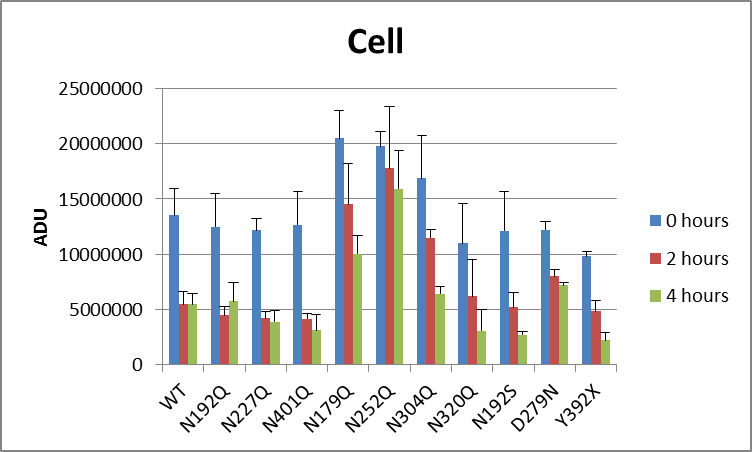 Cell
25000000
20000000
15000000
10000000
5000000
0
ADU
WT
N192Q
N227Q
N401Q
N179Q
N252Q
N304Q
N320Q
N192S
D279N
Y392X
0 hours
2 hours
4 hours